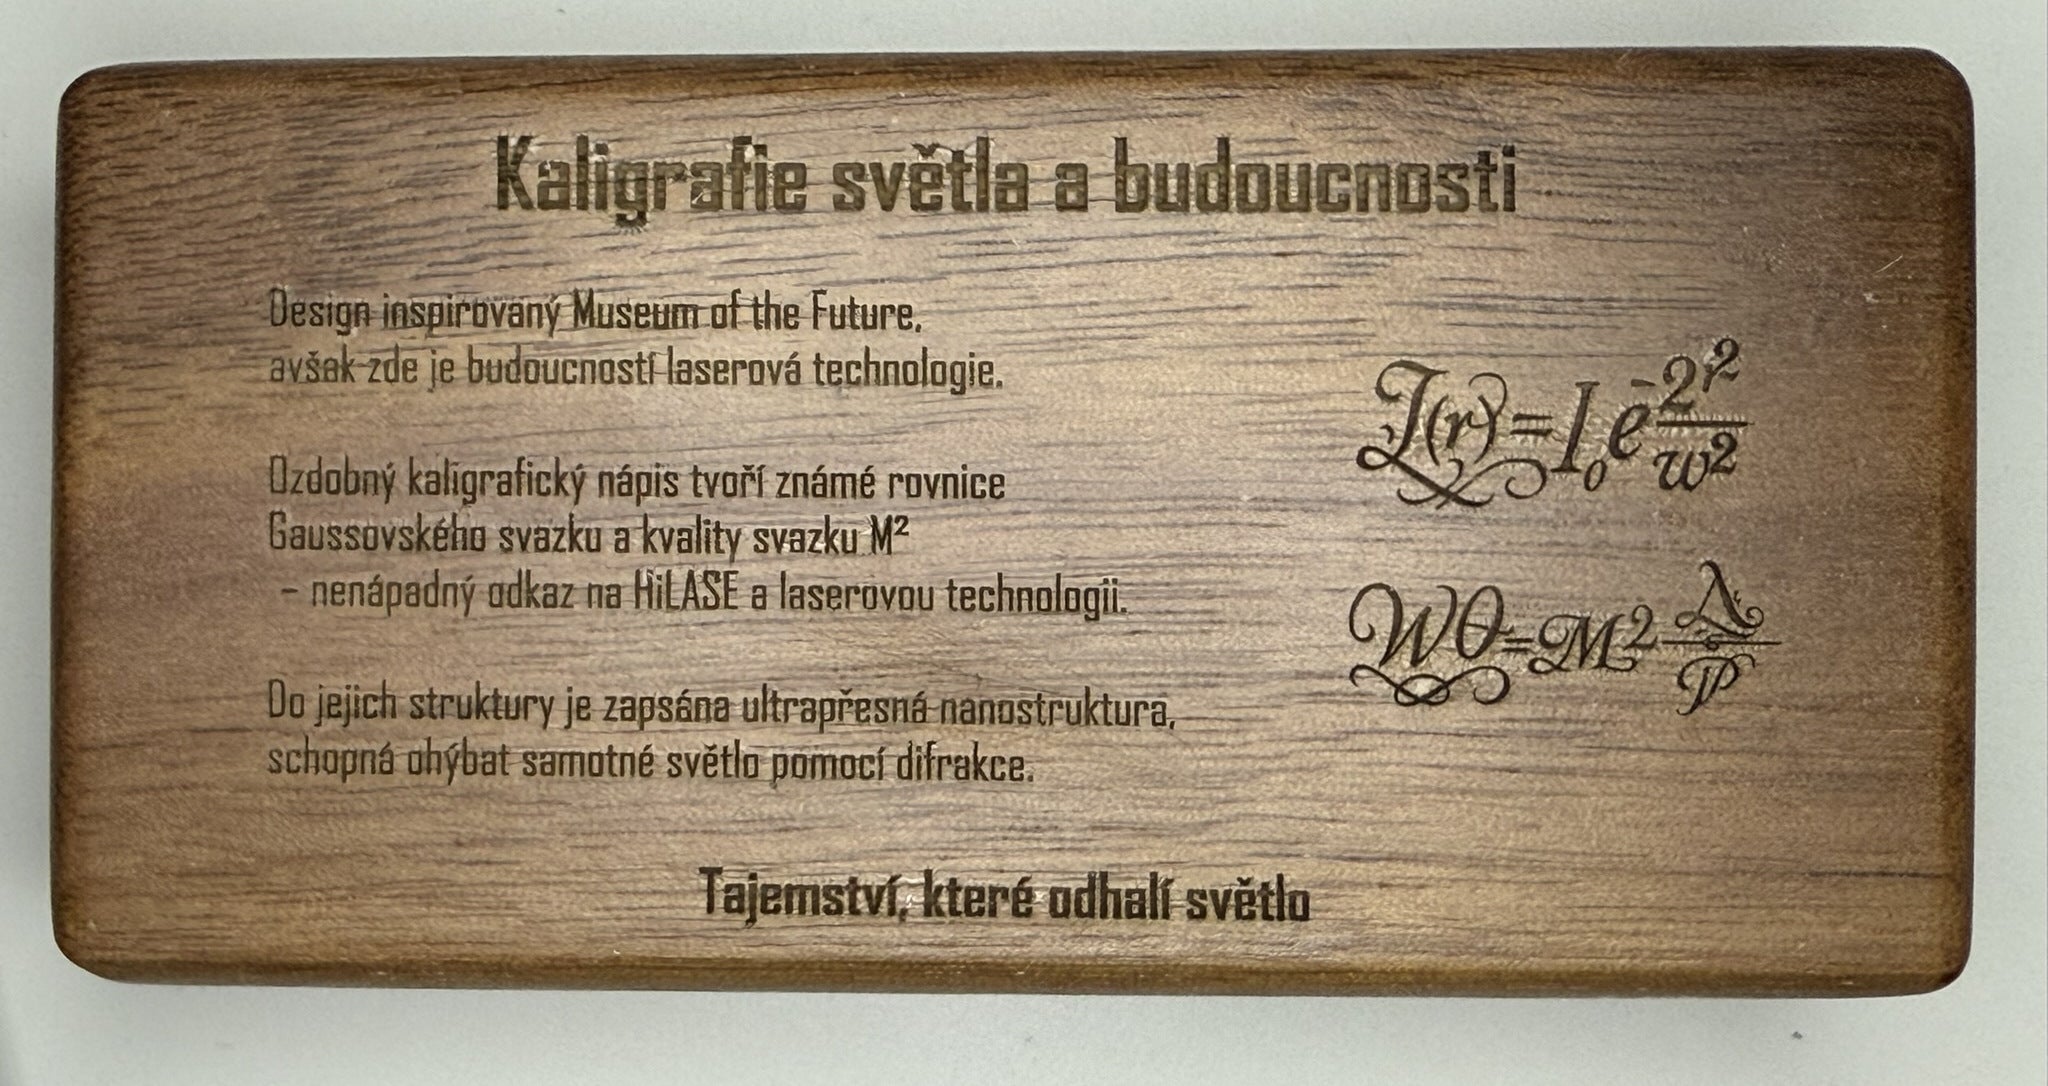 Kaligrafie světla a budoucnosti
Design inspirovaný Museum of the Future,
avšak zde je budoucností laserová technologie.
Ozdobný kaligrafický nápis tvoří známé rovnice
Gaussovského svazku a kvality svazku M²
– nenápadný odkaz na HiLASE a laserovou technologii.
Do jejich struktury je zapsána ultrapřesná nanostruktura,
schopná ohýbat samotné světlo pomocí difrakce.
I(r)=I₀e^-2r²/w²
Wθ=M² λ/P
Tajemství, které odhalí světlo